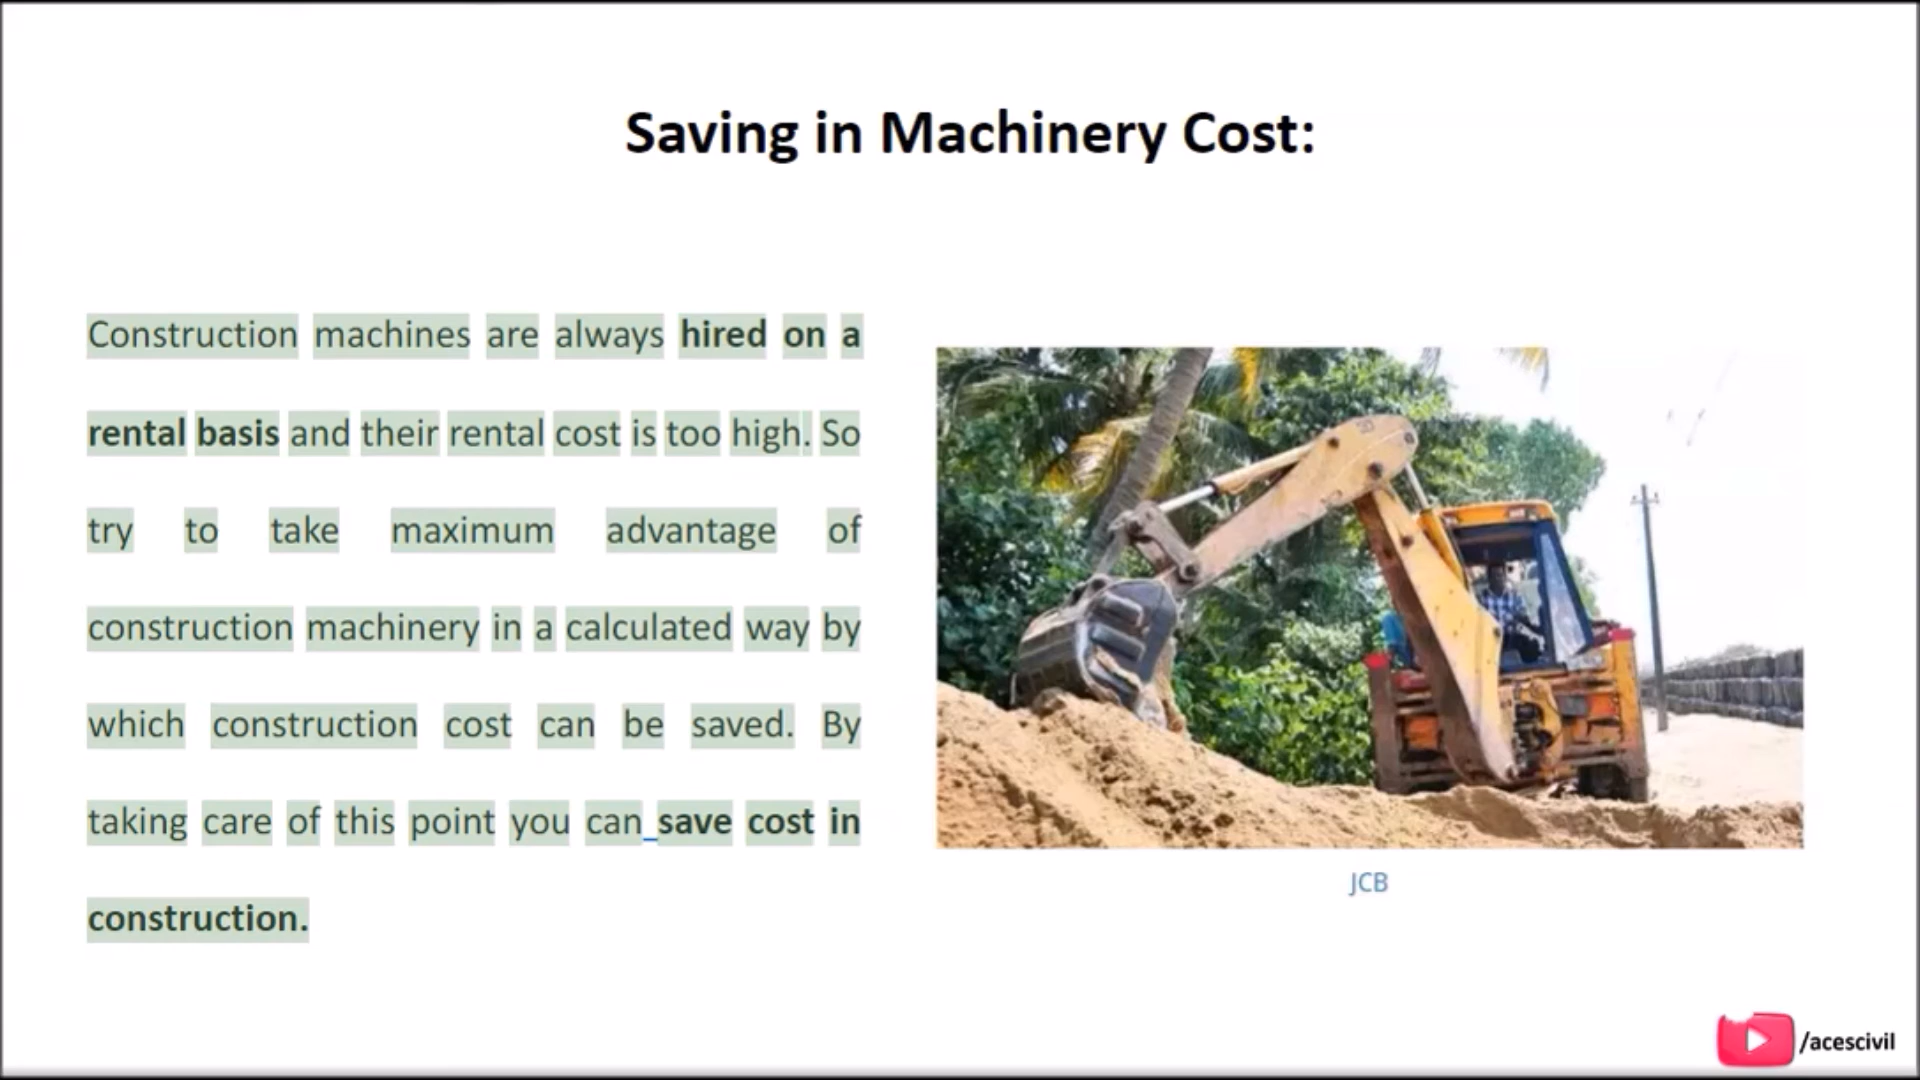 Saving in Machinery Cost:
Construction machines are always hired on a
rental basis and their rental cost is too high. So
try to take maximum advantage of
construction machinery in a calculated way by
which construction cost can be saved. By
taking care of this point you can save cost in
construction.
JCB
/acescivil